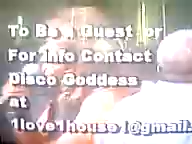 To Be A Guest or
For Info Contact
Disco Goddess
at
1love1house1@gmail.